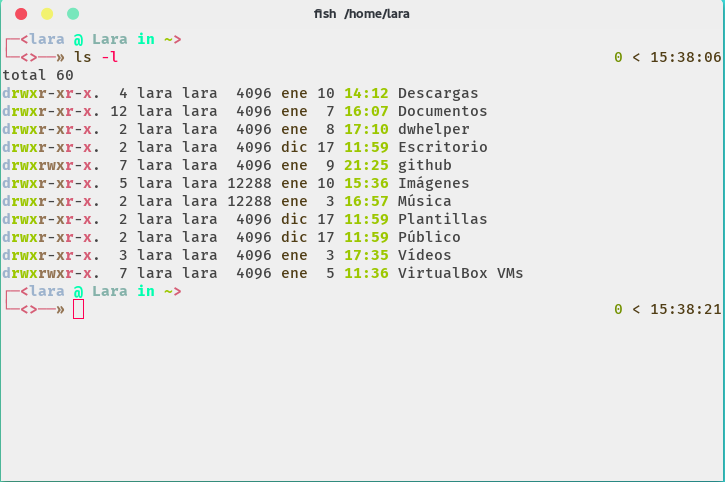 fish /home/lara
┌─<lara @ Lara in ~>
└─<>──» ls -l 0 < 15:38:06
total 60
drwxr-xr-x. 4 lara lara 4096 ene 10 14:12 Descargas
drwxr-xr-x. 12 lara lara 4096 ene 7 16:07 Documentos
drwxr-xr-x. 2 lara lara 4096 ene 8 17:10 dwhelper
drwxr-xr-x. 2 lara lara 4096 dic 17 11:59 Escritorio
drwxrwxr-x. 7 lara lara 4096 ene 9 21:25 github
drwxr-xr-x. 5 lara lara 12288 ene 10 15:36 Imágenes
drwxr-xr-x. 2 lara lara 12288 ene 3 16:57 Música
drwxr-xr-x. 2 lara lara 4096 dic 17 11:59 Plantillas
drwxr-xr-x. 2 lara lara 4096 dic 17 11:59 Público
drwxr-xr-x. 3 lara lara 4096 ene 3 17:35 Vídeos
drwxrwxr-x. 7 lara lara 4096 ene 5 11:36 VirtualBox VMs
┌─<lara @ Lara in ~>
└─<>──» 0 < 15:38:21